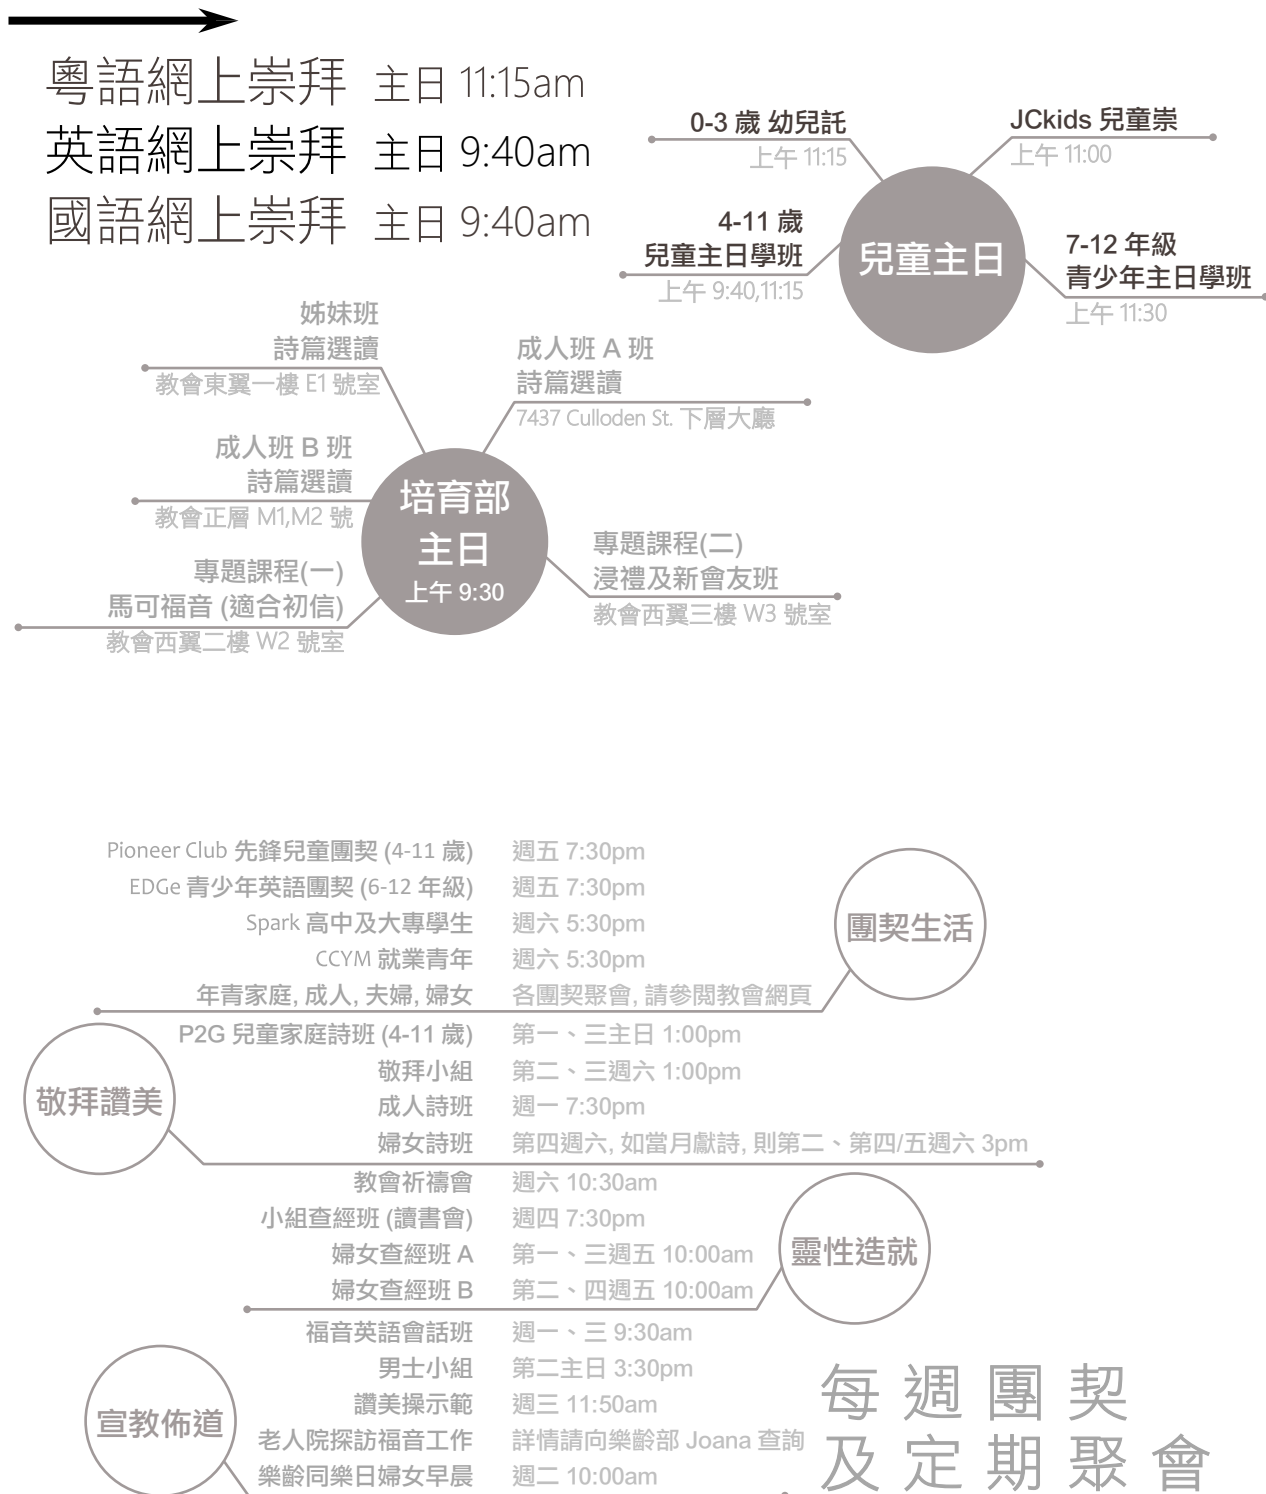 粵語網上崇拜 主日 11:15am
英語網上崇拜 主日 9:40am
國語網上崇拜 主日 9:40am
0-3 歲 幼兒託
上午 11:15
JCkids 兒童崇
上午 11:00
4-11 歲
兒童主日學班
上午 9:40,11:15
兒童主日
7-12 年級
青少年主日學班
上午 11:30
姊妹班
詩篇選讀
教會東翼一樓 E1 號室
成人班 A 班
詩篇選讀
7437 Culloden St. 下層大廳
成人班 B 班
詩篇選讀
教會正層 M1,M2 號
培育部
主日
上午 9:30
專題課程(一)
馬可福音 (適合初信)
教會西翼二樓 W2 號室
專題課程(二)
浸禮及新會友班
教會西翼三樓 W3 號室
Pioneer Club 先鋒兒童團契 (4-11 歲) 週五 7:30pm
EDGe 青少年英語團契 (6-12 年級) 週五 7:30pm
Spark 高中及大專學生 週六 5:30pm
CCYM 就業青年 週六 5:30pm
年青家庭, 成人, 夫婦, 婦女 各團契聚會, 請參閱教會網頁
團契生活
P2G 兒童家庭詩班 (4-11 歲) 第一、三主日 1:00pm
敬拜小組 第二、三週六 1:00pm
成人詩班 週一 7:30pm
婦女詩班 第四週六, 如當月獻詩, 則第二、第四/五週六 3pm
敬拜讚美
教會祈禱會 週六 10:30am
小組查經班 (讀書會) 週四 7:30pm
婦女查經班 A 第一、三週五 10:00am
婦女查經班 B 第二、四週五 10:00am
靈性造就
福音英語會話班 週一、三 9:30am
男士小組 第二主日 3:30pm
讚美操示範 週三 11:50am
老人院探訪福音工作 詳情請向樂齡部 Joana 查詢
樂齡同樂日婦女早晨 週二 10:00am
宣教佈道
每週團契
及定期聚會